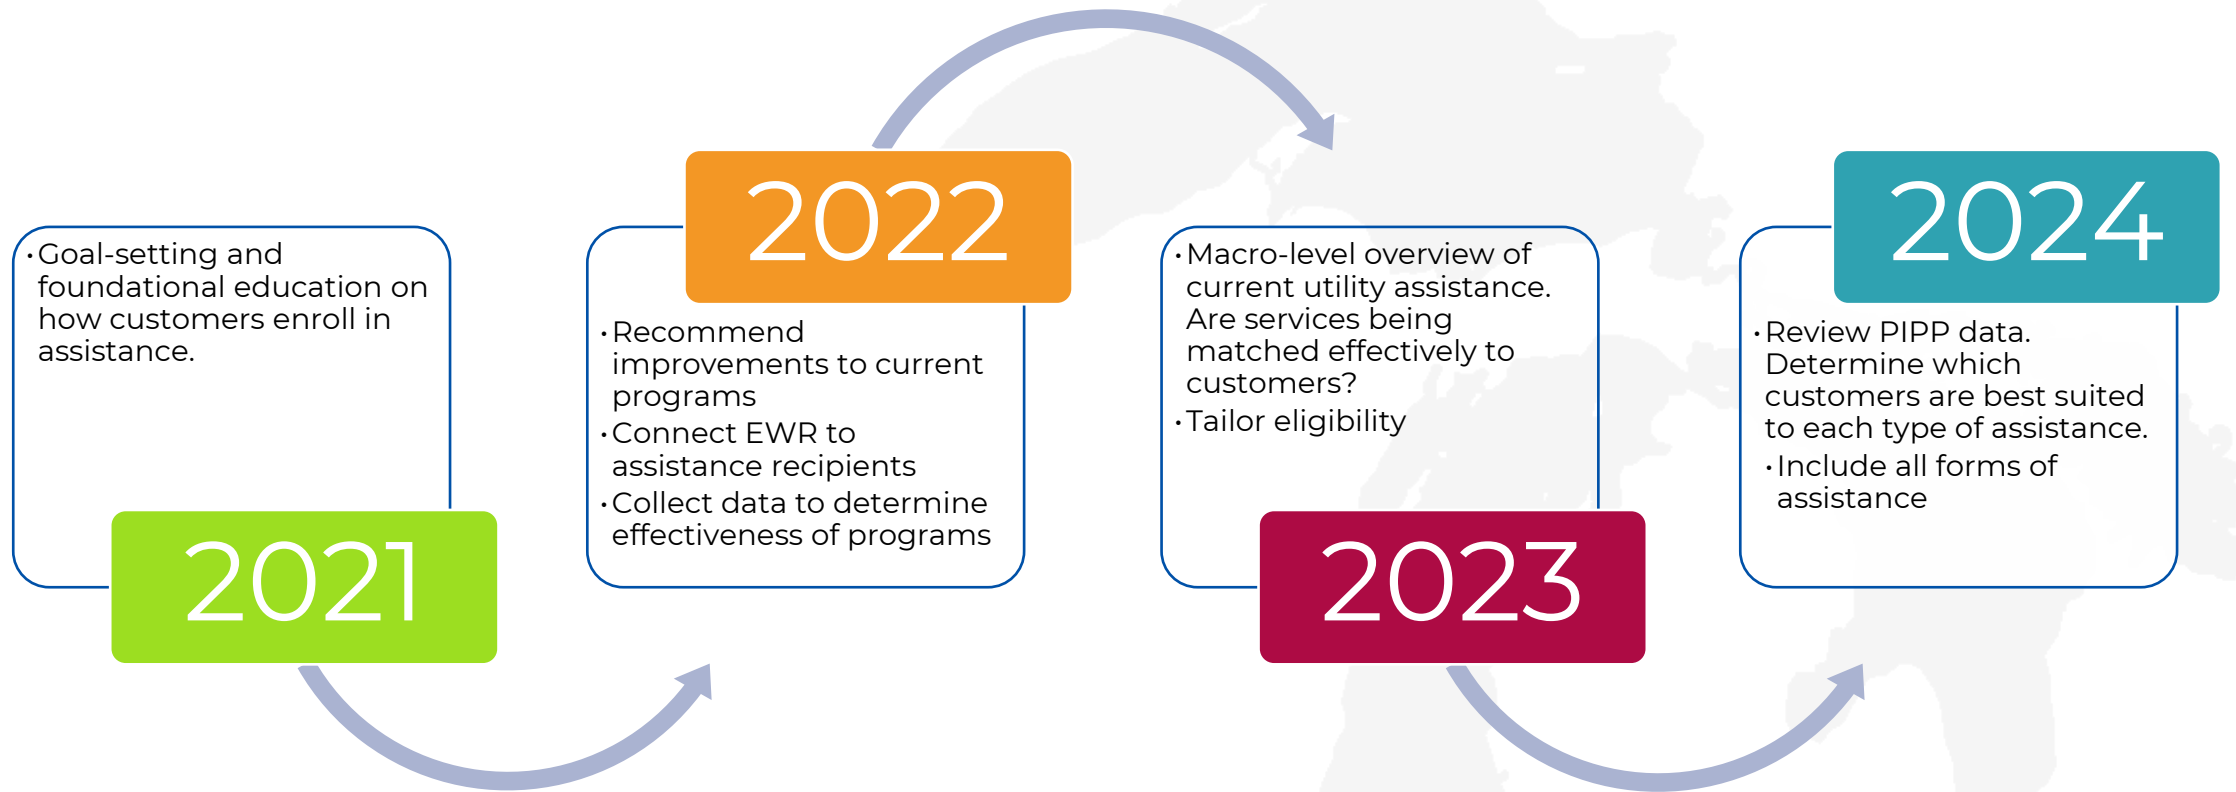 · Goal-setting and
foundational education on
how customers enroll in
assistance.
2021
2022
· Recommend
improvements to current
programs
· Connect EWR to
assistance recipients
· Collect data to determine
effectiveness of programs
· Macro-level overview of
current utility assistance.
Are services being
matched effectively to
customers?
· Tailor eligibility
2023
2024
· Review PIPP data.
Determine which
customers are best suited
to each type of assistance.
· Include all forms of
assistance